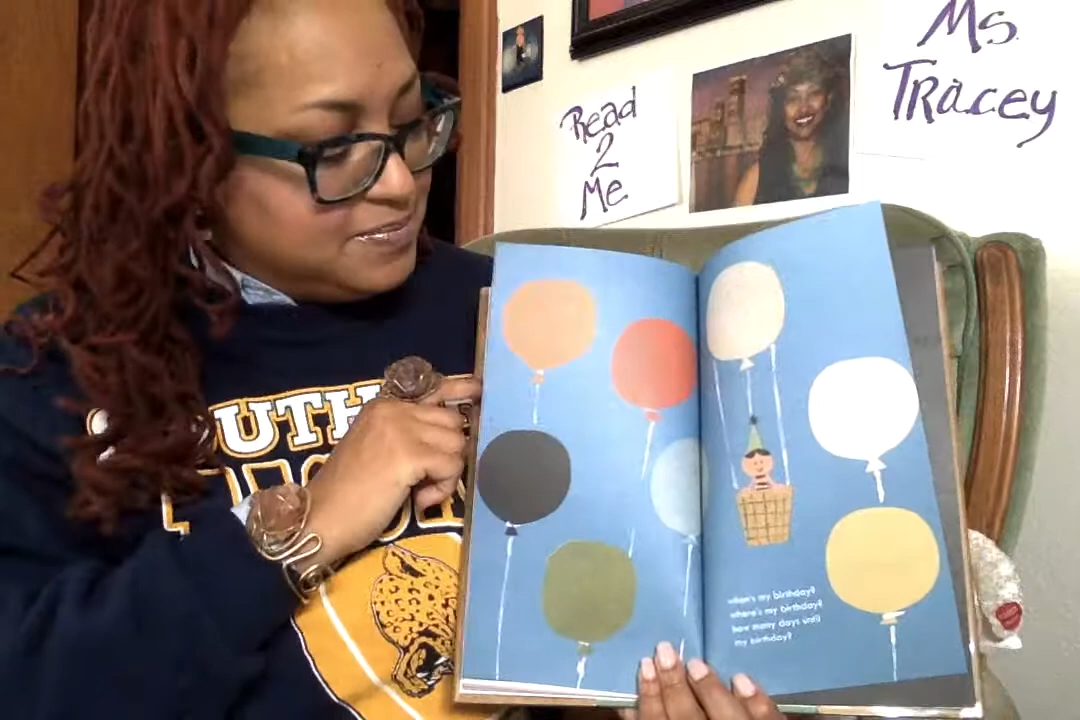 Ms.
Tracey
Read
2
Me
when's my birthday?
where's my birthday?
how many days until
my birthday?